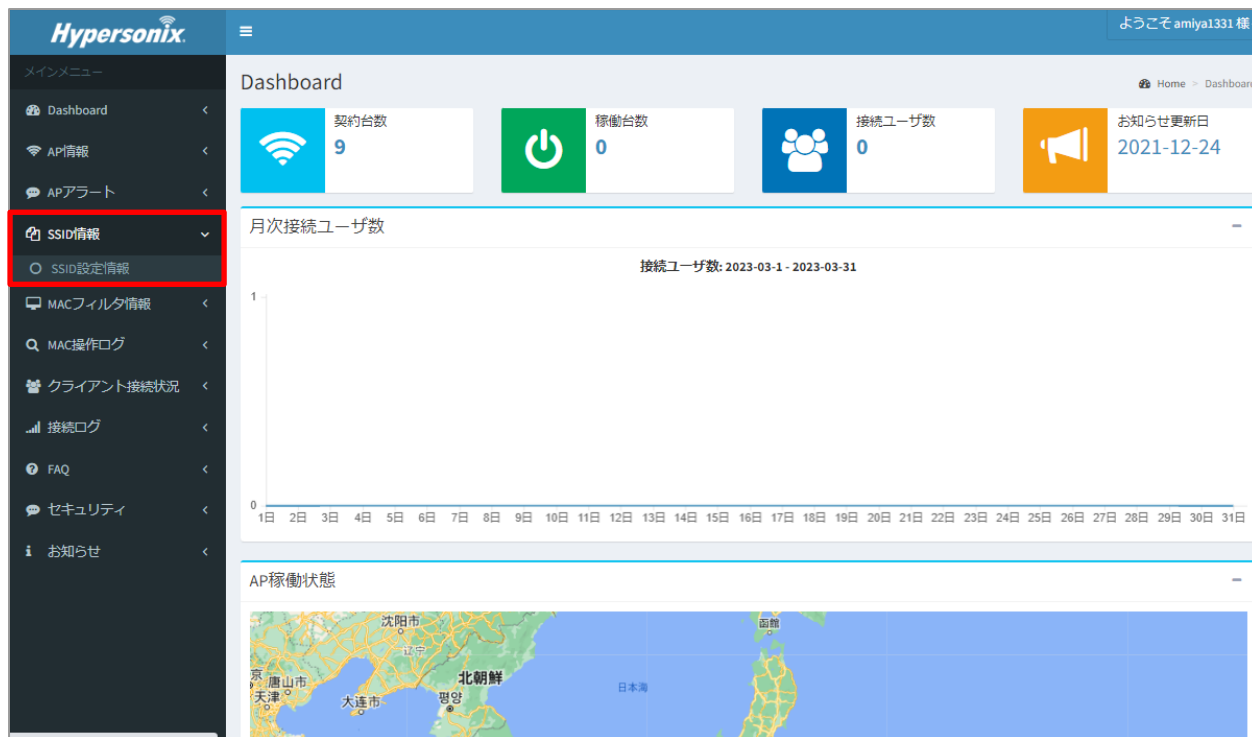 Hypersonix
ようこそ amiya1331 様
メインメニュー
Dashboard
AP情報
APアラート
SSID情報
SSID設定情報
MACフィルタ情報
MAC操作ログ
クライアント接続状況
接続ログ
FAQ
セキュリティ
お知らせ
Dashboard
Home > Dashboard
契約台数
9
稼働台数
0
接続ユーザ数
0
お知らせ更新日
2021-12-24
月次接続ユーザ数
接続ユーザ数: 2023-03-1 - 2023-03-31
1
0
1日 2日 3日 4日 5日 6日 7日 8日 9日 10日 11日 12日 13日 14日 15日 16日 17日 18日 19日 20日 21日 22日 23日 24日 25日 26日 27日 28日 29日 30日 31日
AP稼働状態
沈阳市
函館
辽宁
京
唐山市
北朝鮮
日本海
天津
大连市
평양